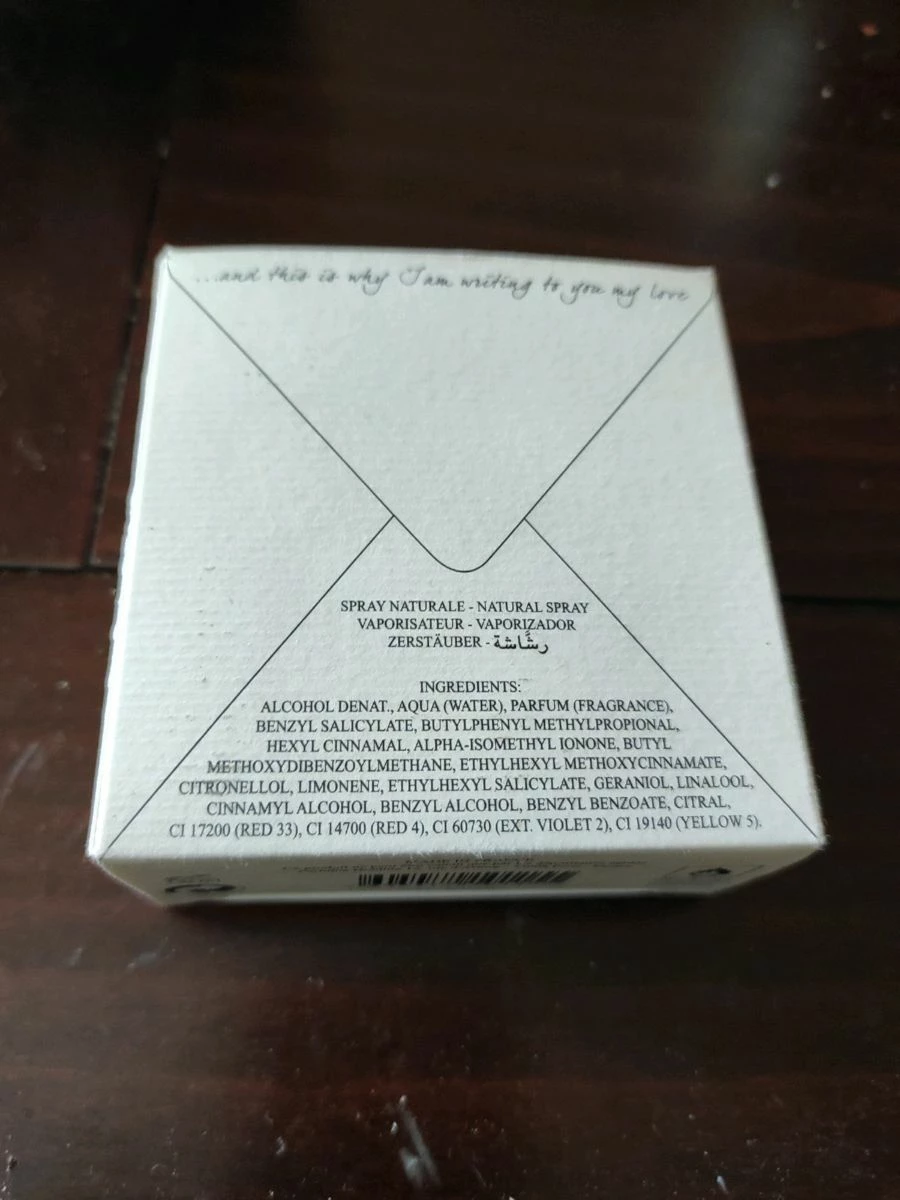 ...and this is why I am writing to you my love
SPRAY NATURALE - NATURAL SPRAY
VAPORISATEUR - VAPORIZADOR
ZERSTÄUBER - رشَّاشة
INGREDIENTS:
ALCOHOL DENAT., AQUA (WATER), PARFUM (FRAGRANCE),
BENZYL SALICYLATE, BUTYLPHENYL METHYLPROPIONAL,
HEXYL CINNAMAL, ALPHA-ISOMETHYL IONONE, BUTYL
METHOXYDIBENZOYLMETHANE, ETHYLHEXYL METHOXYCINNAMATE,
CITRONELLOL, LIMONENE, ETHYLHEXYL SALICYLATE, GERANIOL, LINALOOL,
CINNAMYL ALCOHOL, BENZYL ALCOHOL, BENZYL BENZOATE, CITRAL,
CI 17200 (RED 33), CI 14700 (RED 4), CI 60730 (EXT. VIOLET 2), CI 19140 (YELLOW 5).